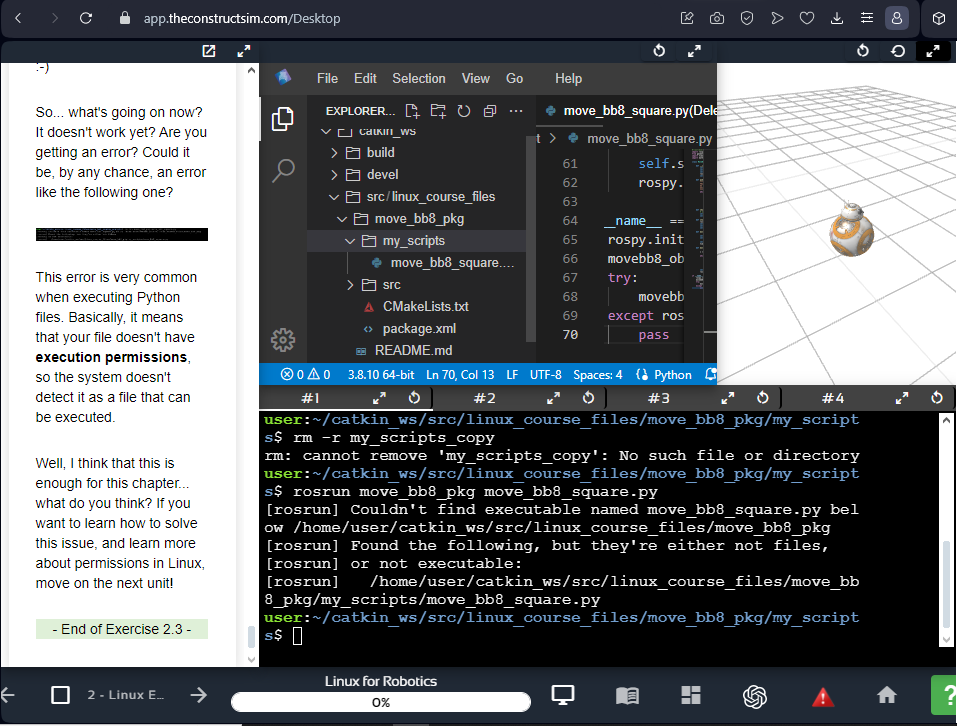 app.theconstructsim.com/Desktop
:-)
So... what's going on now?
It doesn't work yet? Are you
getting an error? Could it
be, by any chance, an error
like the following one?
This error is very common
when executing Python
files. Basically, it means
that your file doesn't have
execution permissions,
so the system doesn't
detect it as a file that can
be executed.
Well, I think that this is
enough for this chapter...
what do you think? If you
want to learn how to solve
this issue, and learn more
about permissions in Linux,
move on the next unit!
- End of Exercise 2.3 -
File Edit Selection View Go Help
EXPLORER... ···
catkin_ws
build
devel
src/linux_course_files
move_bb8_pkg
my_scripts
move_bb8_square....
src
CMakeLists.txt
package.xml
README.md
move_bb8_square.py(Dele
t > move_bb8_square.py
61 self.s
62 rospy.
63
64 __name__ ==
65 rospy.init
66 movebb8_ob
67 try:
68 movebb
69 except ros
70 pass
0 0 3.8.10 64-bit Ln 70, Col 13 LF UTF-8 Spaces: 4 Python
#1 #2 #3 #4
user:~/catkin_ws/src/linux_course_files/move_bb8_pkg/my_script
s$ rm -r my_scripts_copy
rm: cannot remove 'my_scripts_copy': No such file or directory
user:~/catkin_ws/src/linux_course_files/move_bb8_pkg/my_script
s$ rosrun move_bb8_pkg move_bb8_square.py
[rosrun] Couldn't find executable named move_bb8_square.py bel
ow /home/user/catkin_ws/src/linux_course_files/move_bb8_pkg
[rosrun] Found the following, but they're either not files,
[rosrun] or not executable:
[rosrun]   /home/user/catkin_ws/src/linux_course_files/move_bb
8_pkg/my_scripts/move_bb8_square.py
user:~/catkin_ws/src/linux_course_files/move_bb8_pkg/my_script
s$
2 - Linux E...
Linux for Robotics
0%
?